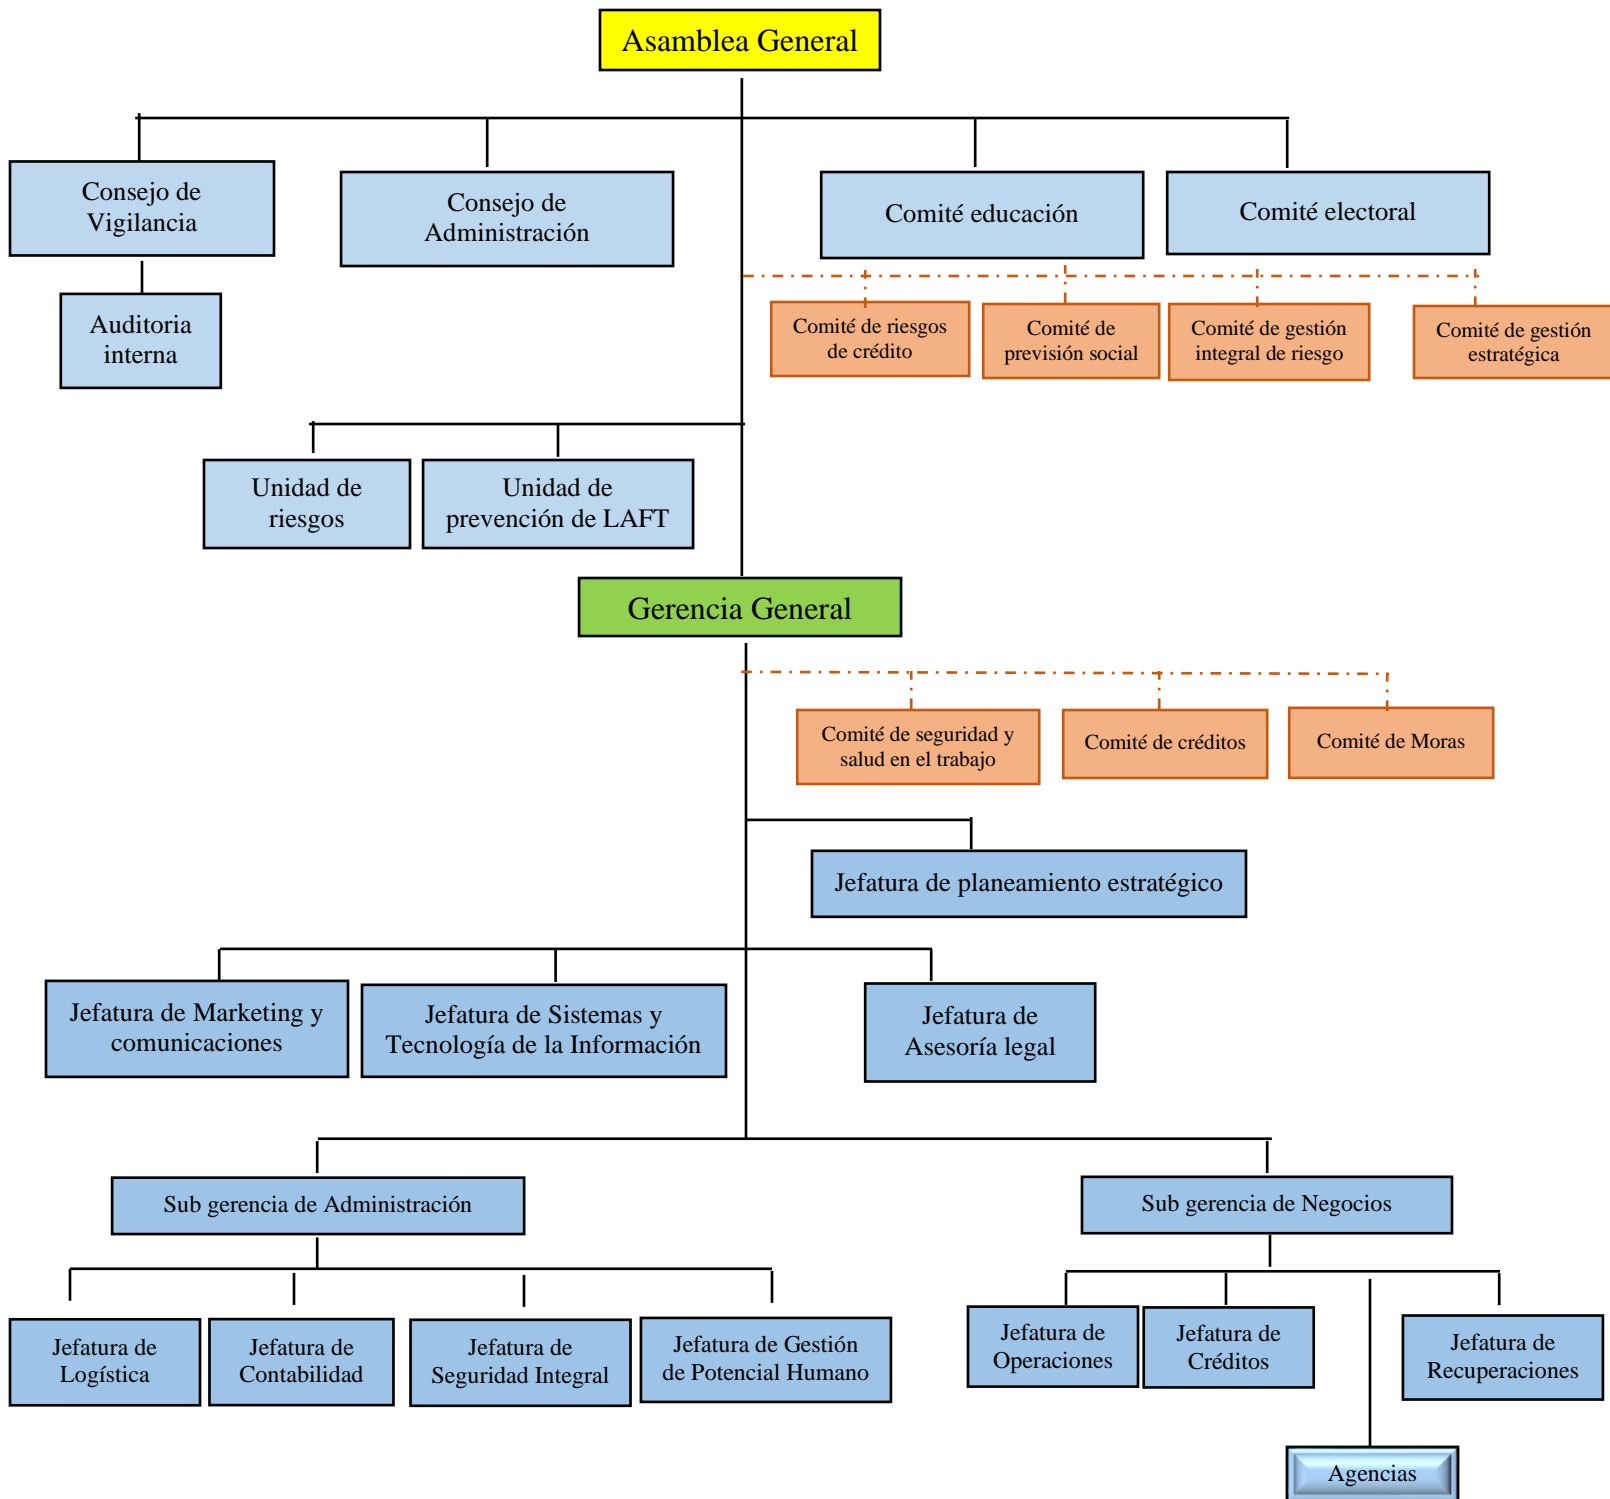 Asamblea General
Consejo de
Vigilancia
Consejo de
Administración
Comité educación
Comité electoral
Auditoria
interna
Comité de riesgos
de crédito
Comité de
previsión social
Comité de gestión
integral de riesgo
Comité de gestión
estratégica
Unidad de
riesgos
Unidad de
prevención de LAFT
Gerencia General
Comité de seguridad y
salud en el trabajo
Comité de créditos
Comité de Moras
Jefatura de planeamiento estratégico
Jefatura de Marketing y
comunicaciones
Jefatura de Sistemas y
Tecnología de la Información
Jefatura de
Asesoría legal
Sub gerencia de Administración
Sub gerencia de Negocios
Jefatura de
Logística
Jefatura de
Contabilidad
Jefatura de
Seguridad Integral
Jefatura de Gestión
de Potencial Humano
Jefatura de
Operaciones
Jefatura de
Créditos
Jefatura de
Recuperaciones
Agencias